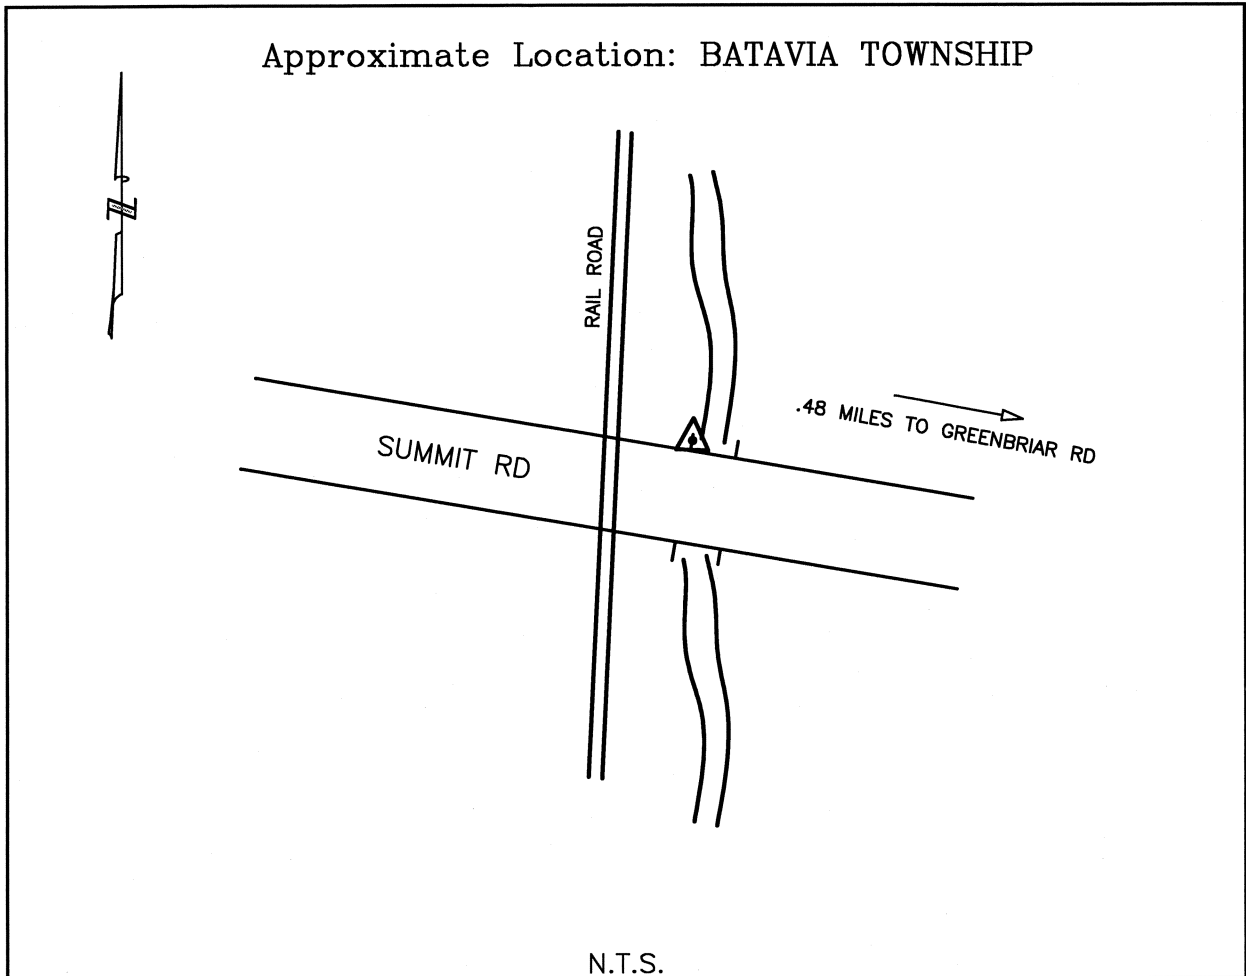 Approximate Location: BATAVIA TOWNSHIP
N
RAIL ROAD
.48 MILES TO GREENBRIAR RD
SUMMIT RD
N.T.S.